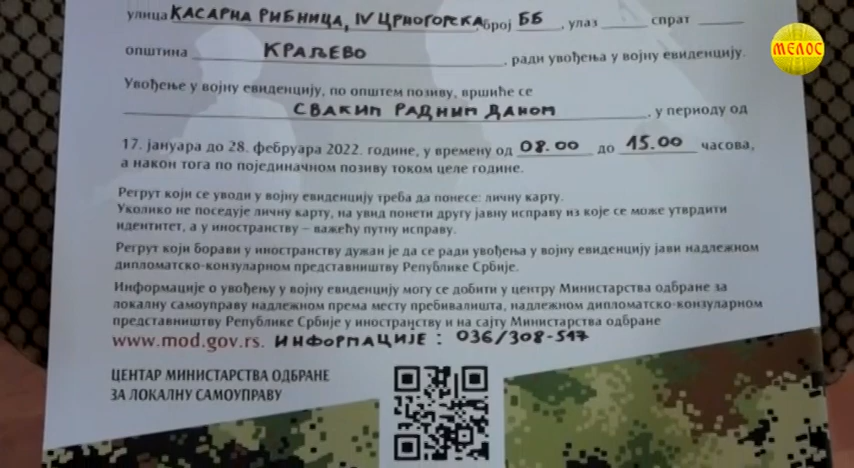 улица КАСАРНА РИБНИЦА, IV ЦРНОГОРСКА број ББ , улаз спрат
МЕЛОС
општина КРАЉЕВО , ради увођења у војну евиденцију.
Увођење у војну евиденцију, по општем позиву, вршиће се
СВАКИМ РАДНИМ ДАНОМ , у периоду од
17. јануара до 28. фебруара 2022. године, у времену од 08.00 до 15.00 часова,
а након тога по појединачном позиву током целе године.
Регрут који се уводи у војну евиденцију треба да понесе: личну карту.
Уколико не поседује личну карту, на увид понети другу јавну исправу из које се може утврдити
идентитет, а у иностранству – важећу путну исправу.
Регрут који борави у иностранству дужан је да се ради увођења у војну евиденцију јави надлежном
дипломатско-конзуларном представништву Републике Србије.
Информације о увођењу у војну евиденцију могу се добити у центру Министарства одбране за
локалну самоуправу надлежном према месту пребивалишта, надлежном дипломатско-конзуларном
представништву Републике Србије у иностранству и на сајту Министарства одбране
www.mod.gov.rs. ИНФОРМАЦИЈЕ : 036/308-517
ЦЕНТАР МИНИСТАРСТВА ОДБРАНЕ
ЗА ЛОКАЛНУ САМОУПРАВУ